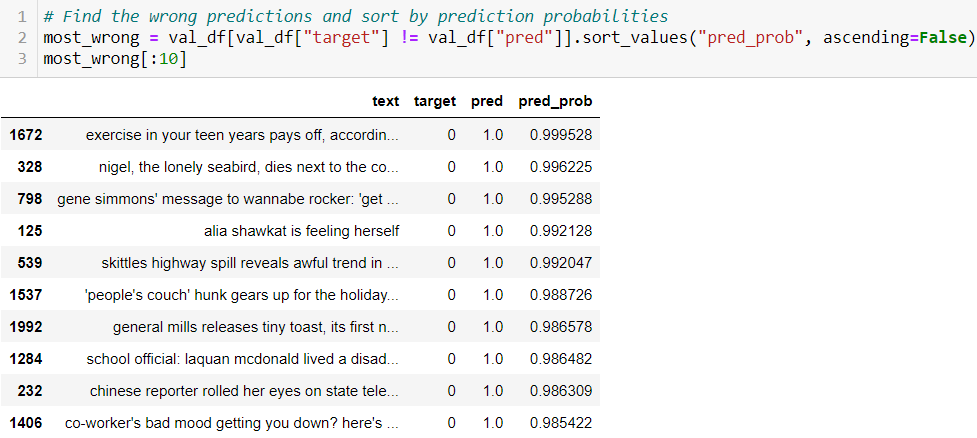 1 # Find the wrong predictions and sort by prediction probabilities
2 most_wrong = val_df[val_df["target"] != val_df["pred"]].sort_values("pred_prob", ascending=False)
3 most_wrong[:10]
text target pred pred_prob
1672 exercise in your teen years pays off, accordin... 0 1.0 0.999528
328 nigel, the lonely seabird, dies next to the co... 0 1.0 0.996225
798 gene simmons' message to wannabe rocker: 'get ... 0 1.0 0.995288
125 alia shawkat is feeling herself 0 1.0 0.992128
539 skittles highway spill reveals awful trend in ... 0 1.0 0.992047
1537 'people's couch' hunk gears up for the holiday... 0 1.0 0.988726
1992 general mills releases tiny toast, its first n... 0 1.0 0.986578
1284 school official: laquan mcdonald lived a disad... 0 1.0 0.986482
232 chinese reporter rolled her eyes on state tele... 0 1.0 0.986309
1406 co-worker's bad mood getting you down? here's ... 0 1.0 0.985422